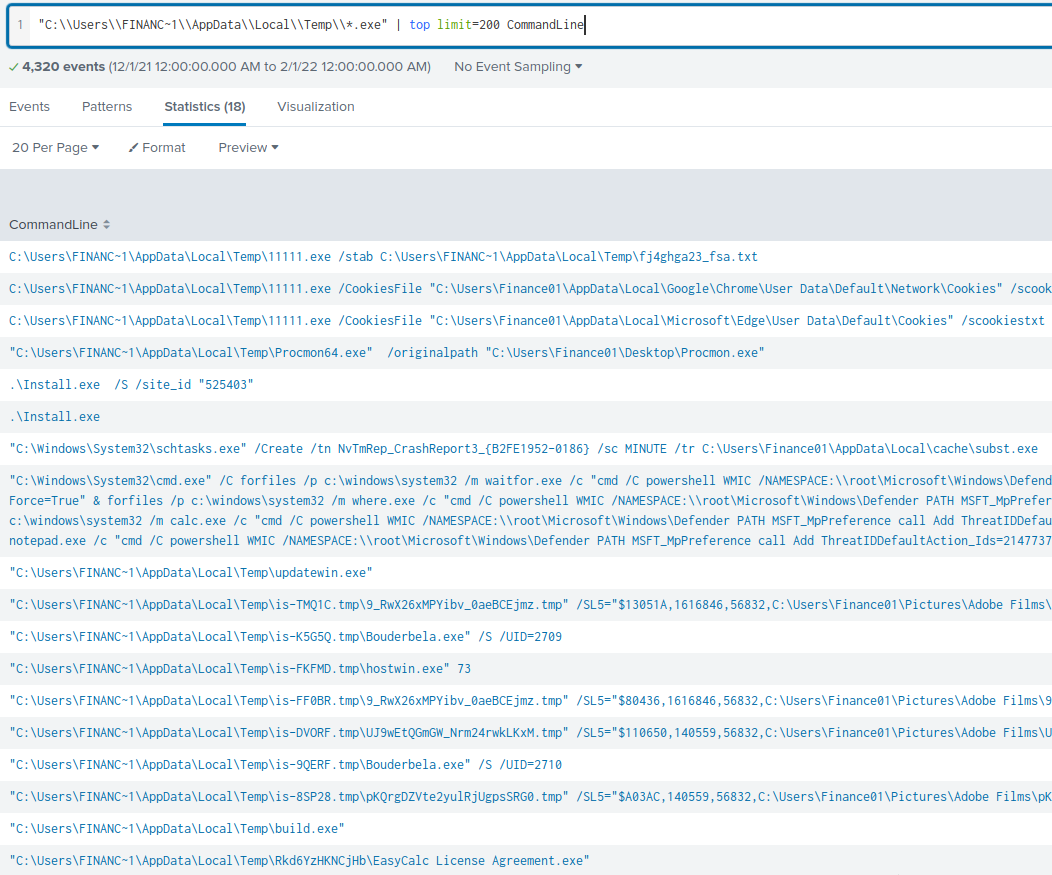 1 "C:\\Users\\FINANC~1\\AppData\\Local\\Temp\\*.exe" | top limit=200 CommandLine
4,320 events (12/1/21 12:00:00.000 AM to 2/1/22 12:00:00.000 AM) No Event Sampling
Events Patterns Statistics (18) Visualization
20 Per Page Format Preview
CommandLine
C:\Users\FINANC~1\AppData\Local\Temp\11111.exe /stab C:\Users\FINANC~1\AppData\Local\Temp\fj4ghga23_fsa.txt
C:\Users\FINANC~1\AppData\Local\Temp\11111.exe /CookiesFile "C:\Users\Finance01\AppData\Local\Google\Chrome\User Data\Default\Network\Cookies" /scook
C:\Users\FINANC~1\AppData\Local\Temp\11111.exe /CookiesFile "C:\Users\Finance01\AppData\Local\Microsoft\Edge\User Data\Default\Cookies" /scookiestxt
"C:\Users\FINANC~1\AppData\Local\Temp\Procmon64.exe"  /originalpath "C:\Users\Finance01\Desktop\Procmon.exe"
.\Install.exe  /S /site_id "525403"
.\Install.exe
"C:\Windows\System32\schtasks.exe" /Create /tn NvTmRep_CrashReport3_{B2FE1952-0186} /sc MINUTE /tr C:\Users\Finance01\AppData\Local\cache\subst.exe
"C:\Windows\System32\cmd.exe" /C forfiles /p c:\windows\system32 /m waitfor.exe /c "cmd /C powershell WMIC /NAMESPACE:\\root\Microsoft\Windows\Defend
Force=True" & forfiles /p c:\windows\system32 /m where.exe /c "cmd /C powershell WMIC /NAMESPACE:\\root\Microsoft\Windows\Defender PATH MSFT_MpPrefer
c:\windows\system32 /m calc.exe /c "cmd /C powershell WMIC /NAMESPACE:\\root\Microsoft\Windows\Defender PATH MSFT_MpPreference call Add ThreatIDDefau
notepad.exe /c "cmd /C powershell WMIC /NAMESPACE:\\root\Microsoft\Windows\Defender PATH MSFT_MpPreference call Add ThreatIDDefaultAction_Ids=2147737
"C:\Users\FINANC~1\AppData\Local\Temp\updatewin.exe"
"C:\Users\FINANC~1\AppData\Local\Temp\is-TMQ1C.tmp\9_RwX26xMPYibv_0aeBCEjmz.tmp" /SL5="$13051A,1616846,56832,C:\Users\Finance01\Pictures\Adobe Films\
"C:\Users\FINANC~1\AppData\Local\Temp\is-K5G5Q.tmp\Bouderbela.exe" /S /UID=2709
"C:\Users\FINANC~1\AppData\Local\Temp\is-FKFMD.tmp\hostwin.exe" 73
"C:\Users\FINANC~1\AppData\Local\Temp\is-FF0BR.tmp\9_RwX26xMPYibv_0aeBCEjmz.tmp" /SL5="$80436,1616846,56832,C:\Users\Finance01\Pictures\Adobe Films\9
"C:\Users\FINANC~1\AppData\Local\Temp\is-DVORF.tmp\UJ9wEtQGmGW_Nrm24rwkLKxM.tmp" /SL5="$110650,140559,56832,C:\Users\Finance01\Pictures\Adobe Films\U
"C:\Users\FINANC~1\AppData\Local\Temp\is-9QERF.tmp\Bouderbela.exe" /S /UID=2710
"C:\Users\FINANC~1\AppData\Local\Temp\is-8SP28.tmp\pKQrgDZVte2yulRjUgpsSRG0.tmp" /SL5="$A03AC,140559,56832,C:\Users\Finance01\Pictures\Adobe Films\pK
"C:\Users\FINANC~1\AppData\Local\Temp\build.exe"
"C:\Users\FINANC~1\AppData\Local\Temp\Rkd6YzHKNCjHb\EasyCalc License Agreement.exe"